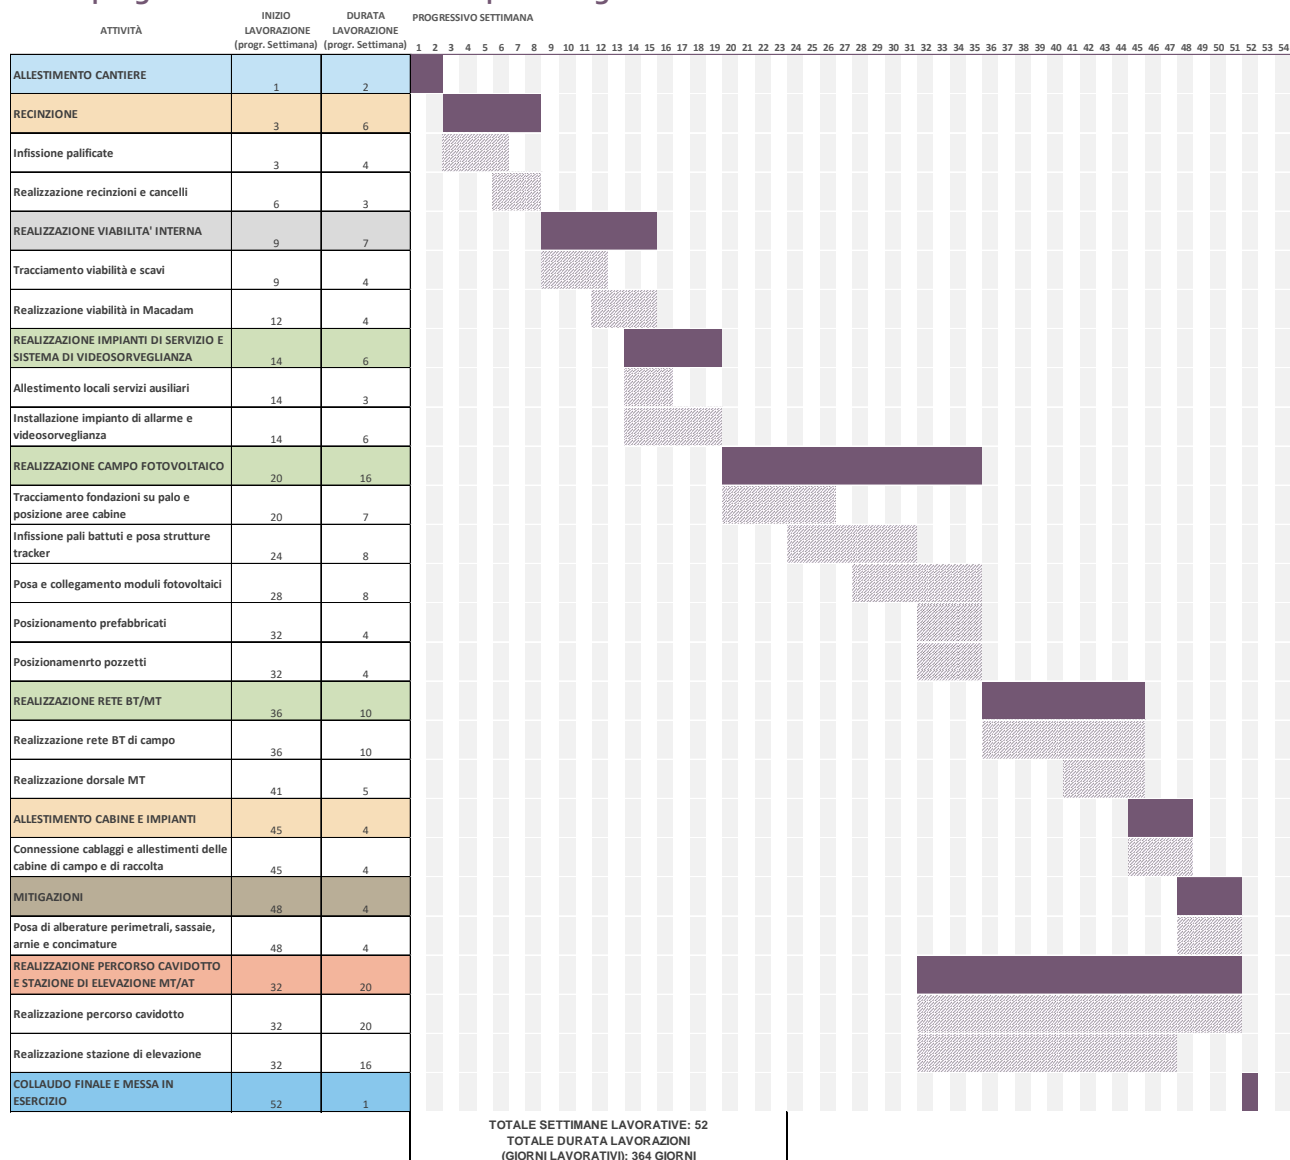 INIZIO
LAVORAZIONE
(progr. Settimana)
DURATA
LAVORAZIONE
(progr. Settimana)
PROGRESSIVO SETTIMANA
ATTIVITÀ
1 2 3 4 5 6 7 8 9 10 11 12 13 14 15 16 17 18 19 20 21 22 23 24 25 26 27 28 29 30 31 32 33 34 35 36 37 38 39 40 41 42 43 44 45 46 47 48 49 50 51 52 53 54
ALLESTIMENTO CANTIERE 1 2
RECINZIONE 3 6
Infissione palificate 3 4
Realizzazione recinzioni e cancelli 6 3
REALIZZAZIONE VIABILITA' INTERNA 9 7
Tracciamento viabilità e scavi 9 4
Realizzazione viabilità in Macadam 12 4
REALIZZAZIONE IMPIANTI DI SERVIZIO E
SISTEMA DI VIDEOSORVEGLIANZA 14 6
Allestimento locali servizi ausiliari 14 3
Installazione impianto di allarme e
videosorveglianza 14 6
REALIZZAZIONE CAMPO FOTOVOLTAICO 20 16
Tracciamento fondazioni su palo e
posizione aree cabine 20 7
Infissione pali battuti e posa strutture
tracker 24 8
Posa e collegamento moduli fotovoltaici 28 8
Posizionamento prefabbricati 32 4
Posizionamenrto pozzetti 32 4
REALIZZAZIONE RETE BT/MT 36 10
Realizzazione rete BT di campo 36 10
Realizzazione dorsale MT 41 5
ALLESTIMENTO CABINE E IMPIANTI 45 4
Connessione cablaggi e allestimenti delle
cabine di campo e di raccolta 45 4
MITIGAZIONI 48 4
Posa di alberature perimetrali, sassaie,
arnie e concimature 48 4
REALIZZAZIONE PERCORSO CAVIDOTTO
E STAZIONE DI ELEVAZIONE MT/AT 32 20
Realizzazione percorso cavidotto 32 20
Realizzazione stazione di elevazione 32 16
COLLAUDO FINALE E MESSA IN
ESERCIZIO 52 1
TOTALE SETTIMANE LAVORATIVE: 52
TOTALE DURATA LAVORAZIONI
(GIORNI LAVORATIVI): 364 GIORNI